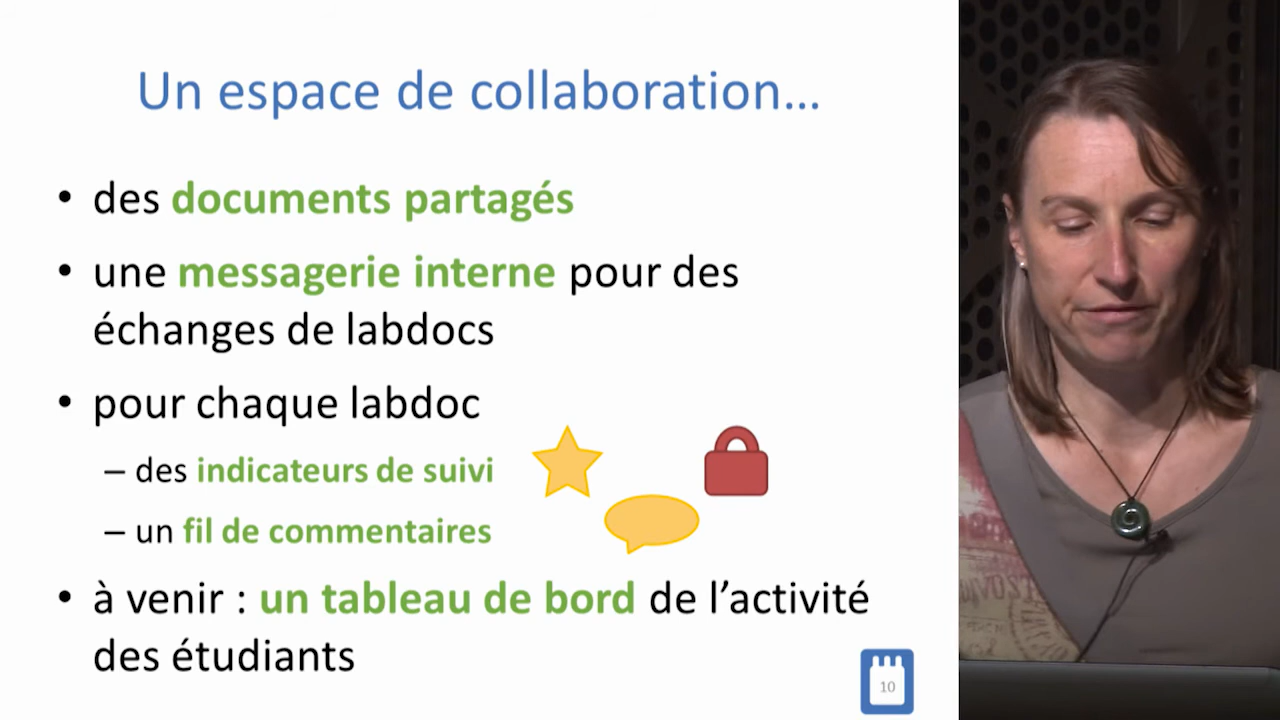 Un espace de collaboration...
• des documents partagés
• une messagerie interne pour des
échanges de labdocs
• pour chaque labdoc
– des indicateurs de suivi
– un fil de commentaires
• à venir : un tableau de bord de l’activité
des étudiants
10